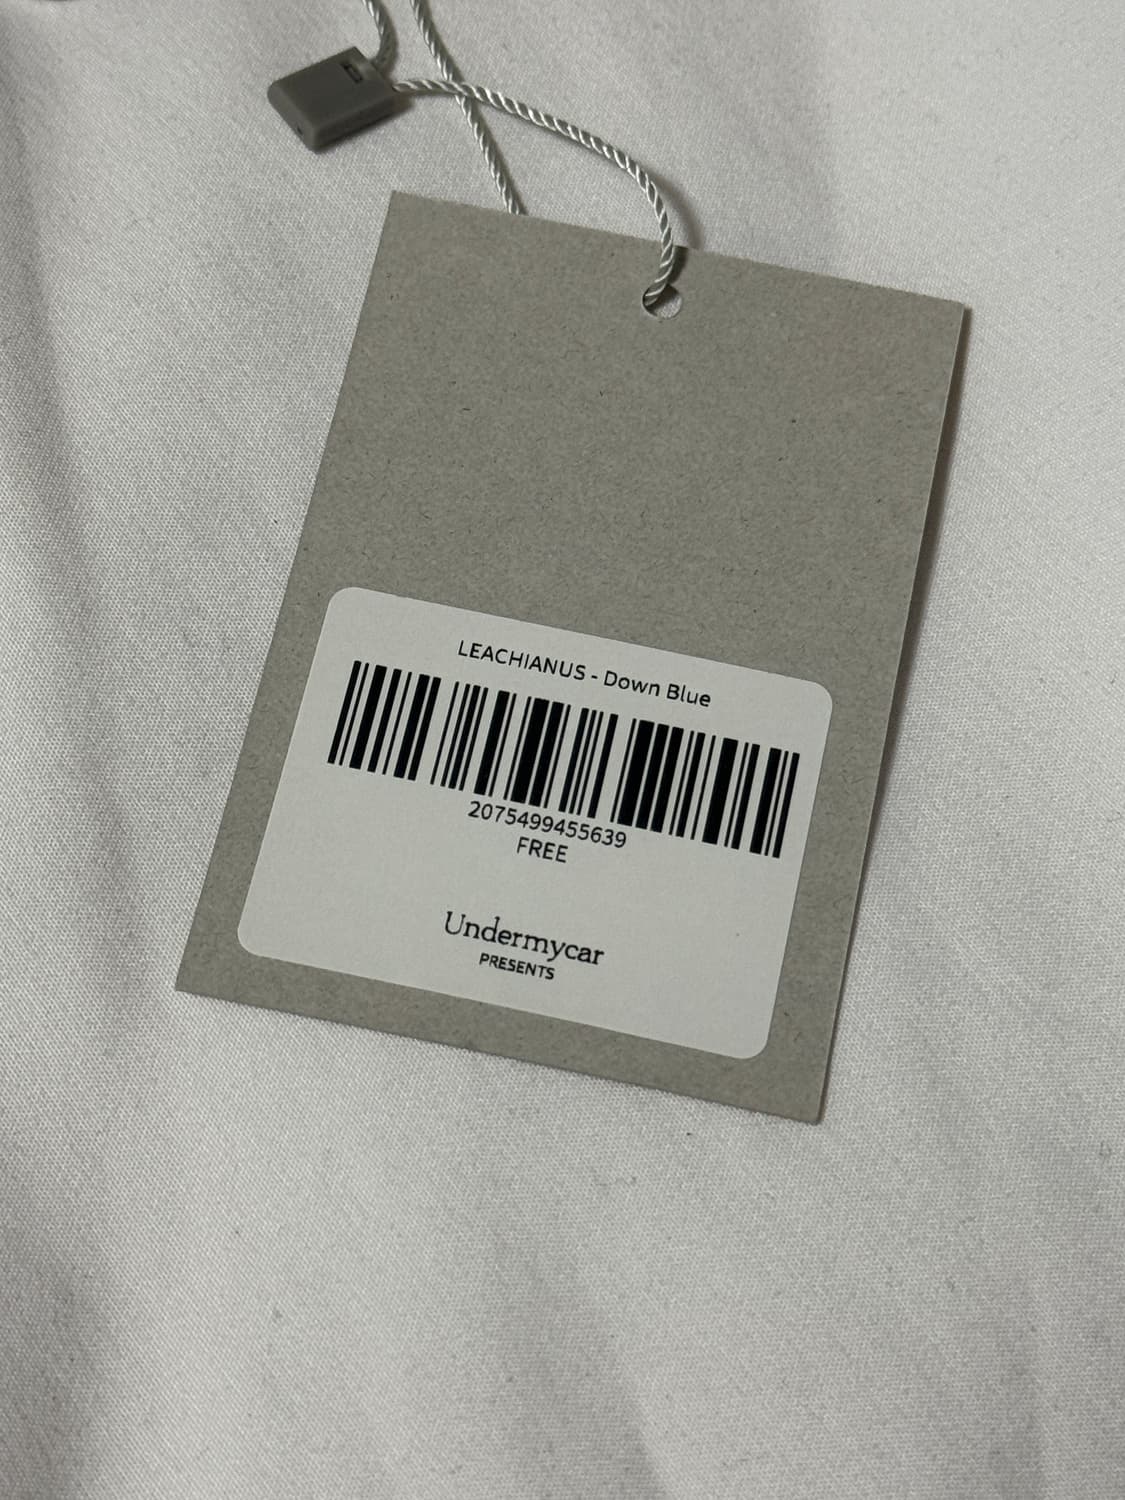 LEACHIANUS - Down Blue
2075499455639
FREE
Undermycar
PRESENTS